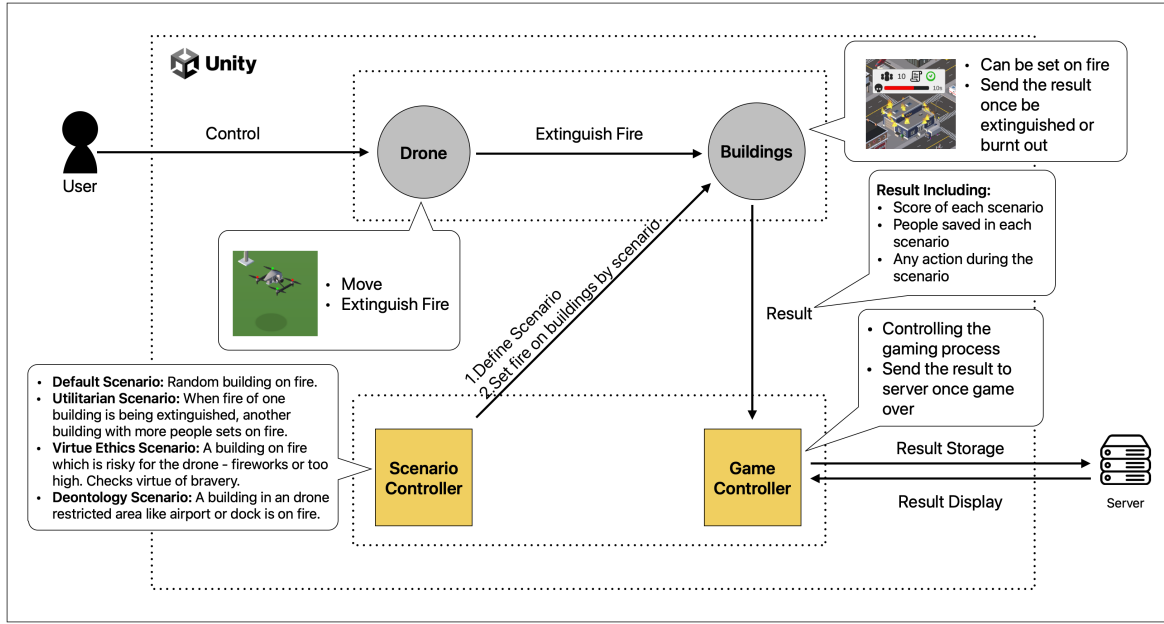 Unity
Can be set on fire
Send the result
once be
extinguished or
burnt out
10
10s
Control
Extinguish Fire
Drone
Buildings
User
Result Including:
Score of each scenario
People saved in each
scenario
Any action during the
scenario
Move
Extinguish Fire
1.Define Scenario
2.Set fire on buildings by scenario
Result
Controlling the
gaming process
Send the result to
server once game
over
Default Scenario: Random building on fire.
Utilitarian Scenario: When fire of one
building is being extinguished, another
building with more people sets on fire.
Virtue Ethics Scenario: A building on fire
which is risky for the drone - fireworks or too
high. Checks virtue of bravery.
Deontology Scenario: A building in an drone
restricted area like airport or dock is on fire.
Scenario
Controller
Game
Controller
Result Storage
Result Display
Server